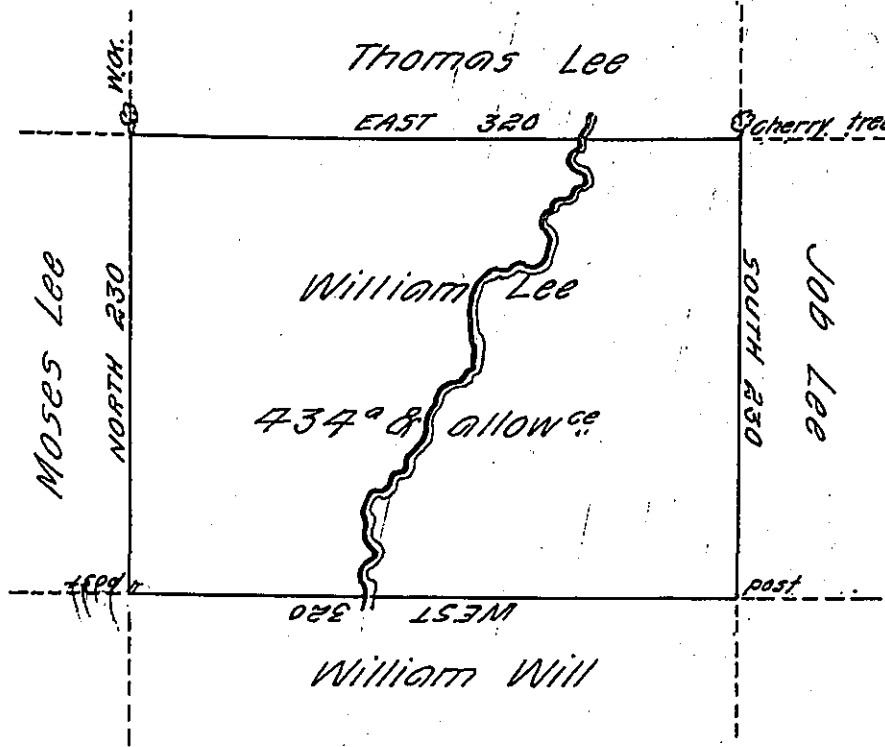 Thomas Lee
W.O.
EAST 320
cherry tree
Moses Lee
NORTH 230
William Lee
434ᵃ & allowᶜᵉ
SOUTH 230
Job Lee
post
WEST 320
post
William Will